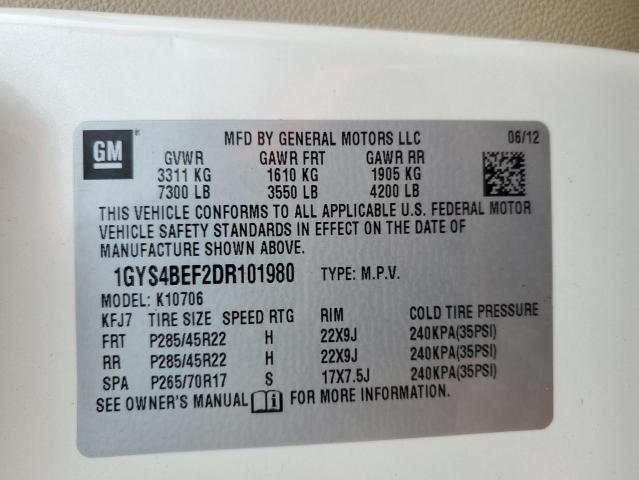 GM ® MFD BY GENERAL MOTORS LLC 06/12
GVWR GAWR FRT GAWR RR
3311 KG 1610 KG 1905 KG
7300 LB 3550 LB 4200 LB
THIS VEHICLE CONFORMS TO ALL APPLICABLE U.S. FEDERAL MOTOR
VEHICLE SAFETY STANDARDS IN EFFECT ON THE DATE OF
MANUFACTURE SHOWN ABOVE.
1GYS4BEF2DR101980 TYPE: M.P.V.
MODEL: K10706
KFJ7 TIRE SIZE SPEED RTG RIM COLD TIRE PRESSURE
FRT P285/45R22 H 22X9J 240KPA(35PSI)
RR P285/45R22 H 22X9J 240KPA(35PSI)
SPA P265/70R17 S 17X7.5J 240KPA(35PSI)
SEE OWNER'S MANUAL FOR MORE INFORMATION.